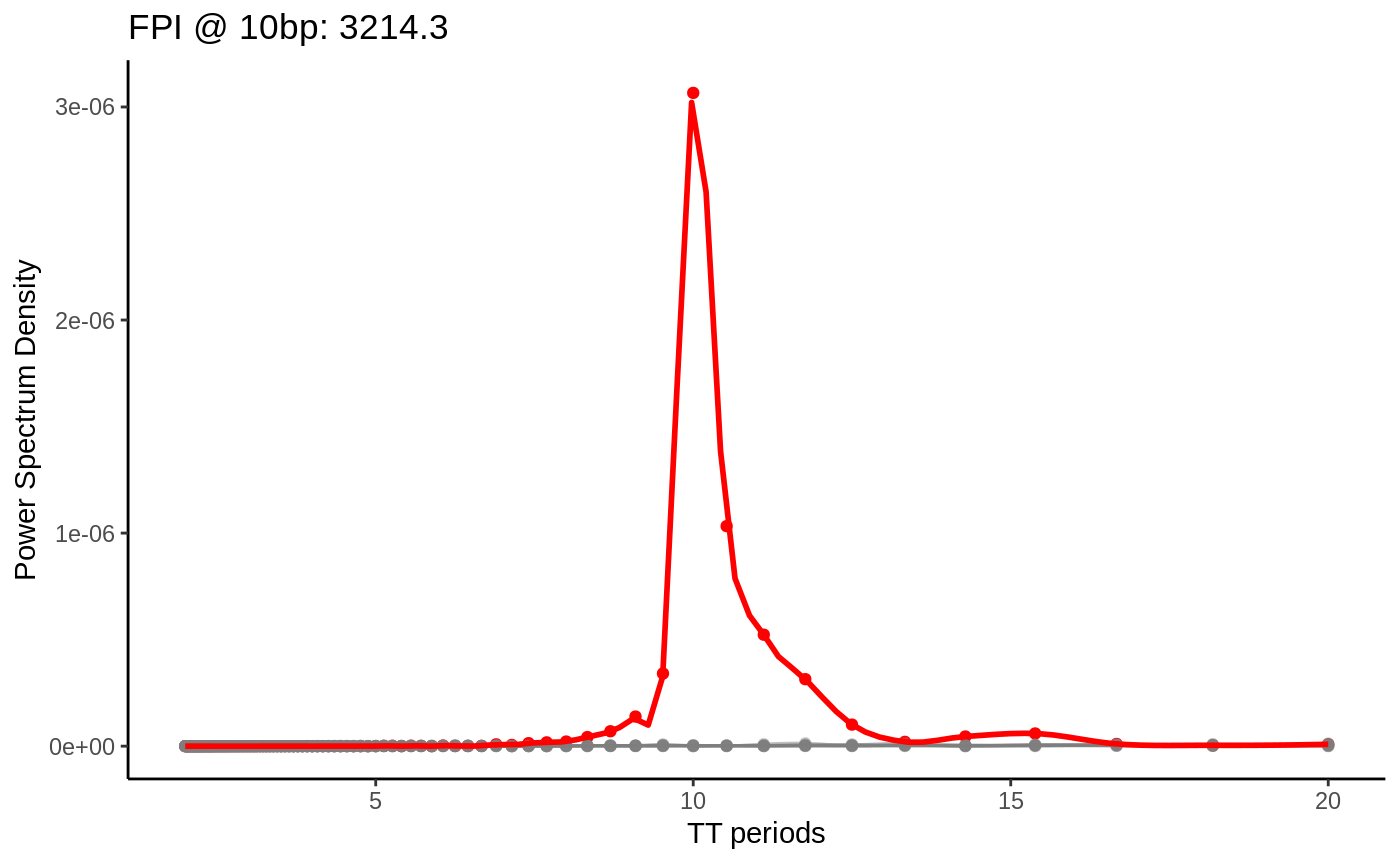 FPI @ 10bp: 3214.3
Power Spectrum Density
3e-06
2e-06
1e-06
0e+00
5
10
15
20
TT periods